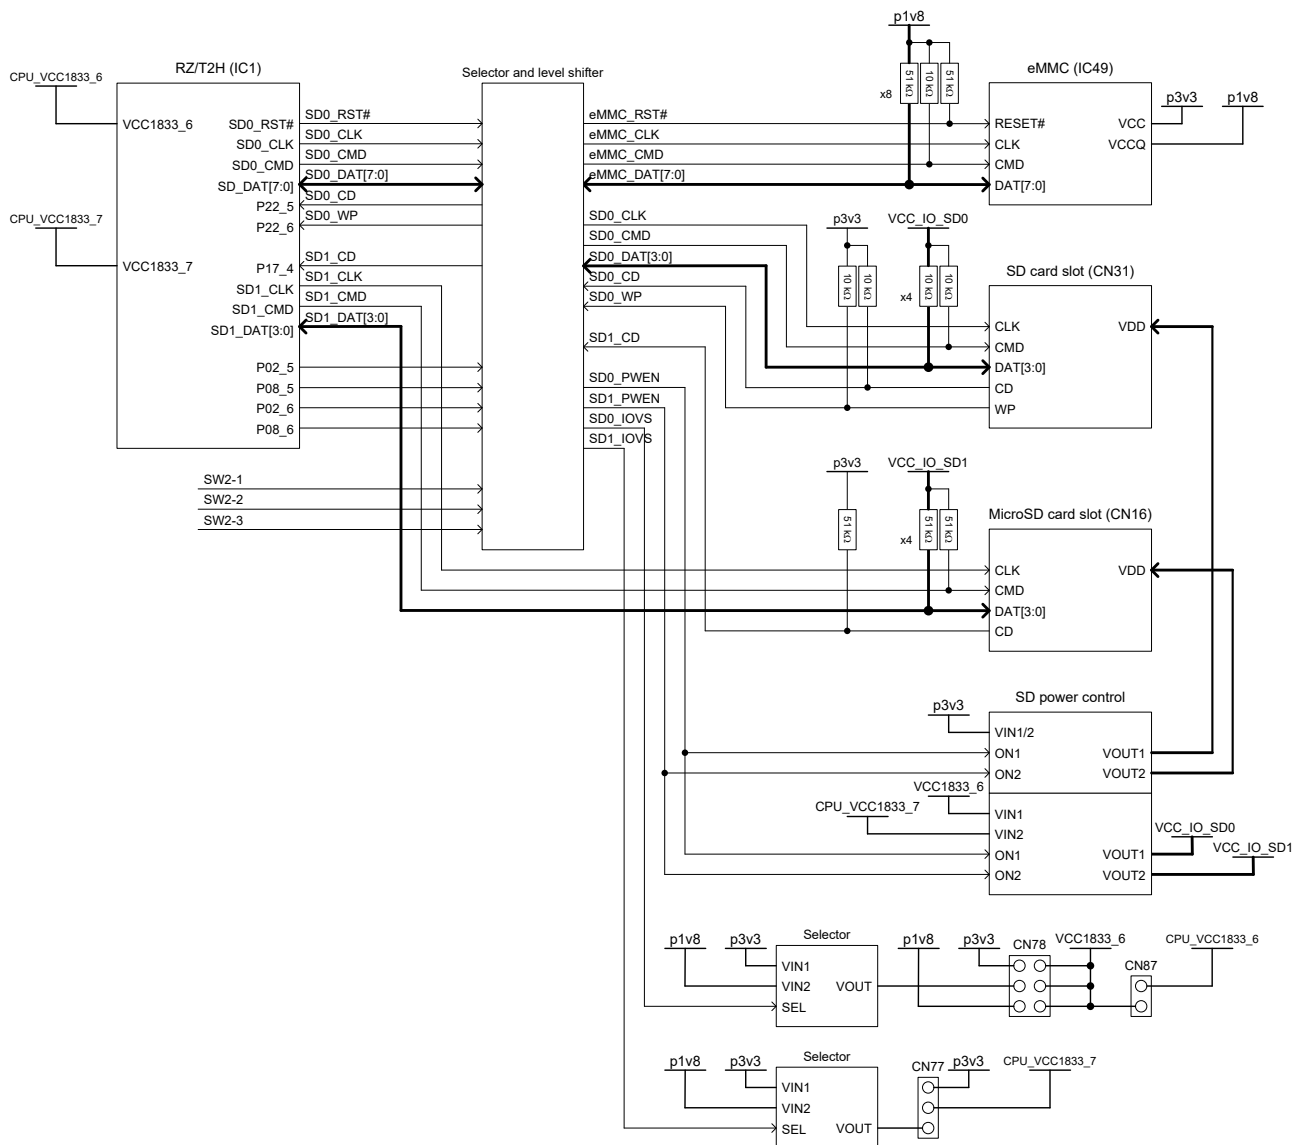 p1v8
RZ/T2H (IC1)
Selector and level shifter
eMMC (IC49)
CPU_VCC1833_6
VCC1833_6
SD0_RST#
SD0_CLK
SD0_CMD
SD_DAT[7:0]
P22_5
P22_6
SD0_RST#
SD0_CLK
SD0_CMD
SD0_DAT[7:0]
SD0_CD
SD0_WP
eMMC_RST#
eMMC_CLK
eMMC_CMD
eMMC_DAT[7:0]
x8
51 kΩ
10 kΩ
51 kΩ
RESET#
CLK
CMD
DAT[7:0]
VCC
VCCQ
p3v3
p1v8
CPU_VCC1833_7
VCC1833_7
P17_4
SD1_CLK
SD1_CMD
SD1_DAT[3:0]
SD1_CD
SD1_CLK
SD1_CMD
SD1_DAT[3:0]
P02_5
P08_5
P02_6
P08_6
SW2-1
SW2-2
SW2-3
SD0_CLK
SD0_CMD
SD0_DAT[3:0]
SD0_CD
SD0_WP
SD1_CD
SD0_PWEN
SD1_PWEN
SD0_IOVS
SD1_IOVS
p3v3
VCC_IO_SD0
10 kΩ
10 kΩ
x4
10 kΩ
10 kΩ
SD card slot (CN31)
CLK
CMD
DAT[3:0]
CD
WP
VDD
p3v3
VCC_IO_SD1
51 kΩ
x4
51 kΩ
51 kΩ
MicroSD card slot (CN16)
CLK
CMD
DAT[3:0]
CD
VDD
SD power control
p3v3
VIN1/2
ON1
ON2
VOUT1
VOUT2
VCC1833_6
CPU_VCC1833_7
VIN1
VIN2
ON1
ON2
VOUT1
VOUT2
VCC_IO_SD0
VCC_IO_SD1
p1v8
p3v3
Selector
VIN1
VIN2
SEL
VOUT
p1v8
p3v3
CN78
VCC1833_6
CN87
CPU_VCC1833_6
p1v8
p3v3
Selector
VIN1
VIN2
SEL
VOUT
CN77
p3v3
CPU_VCC1833_7